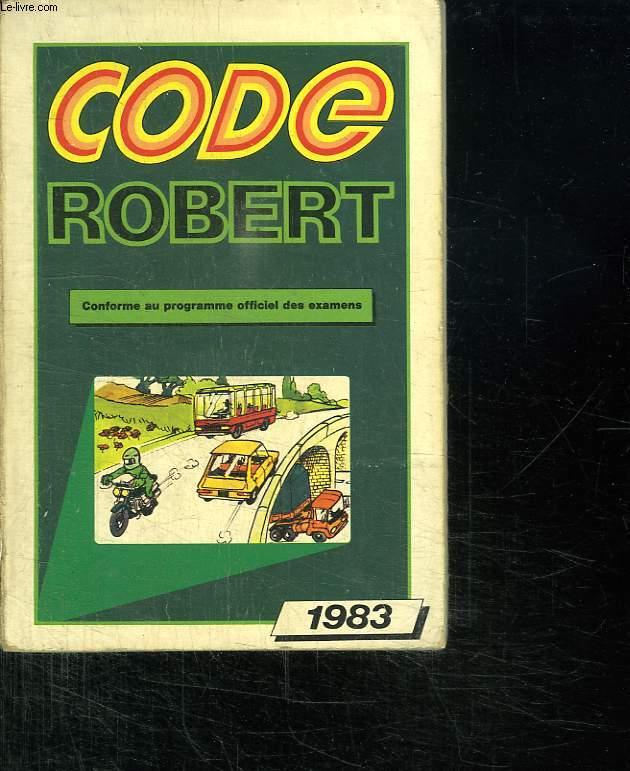 Le-livre.com
CODe
ROBERT
Conforme au programme officiel des examens
1983